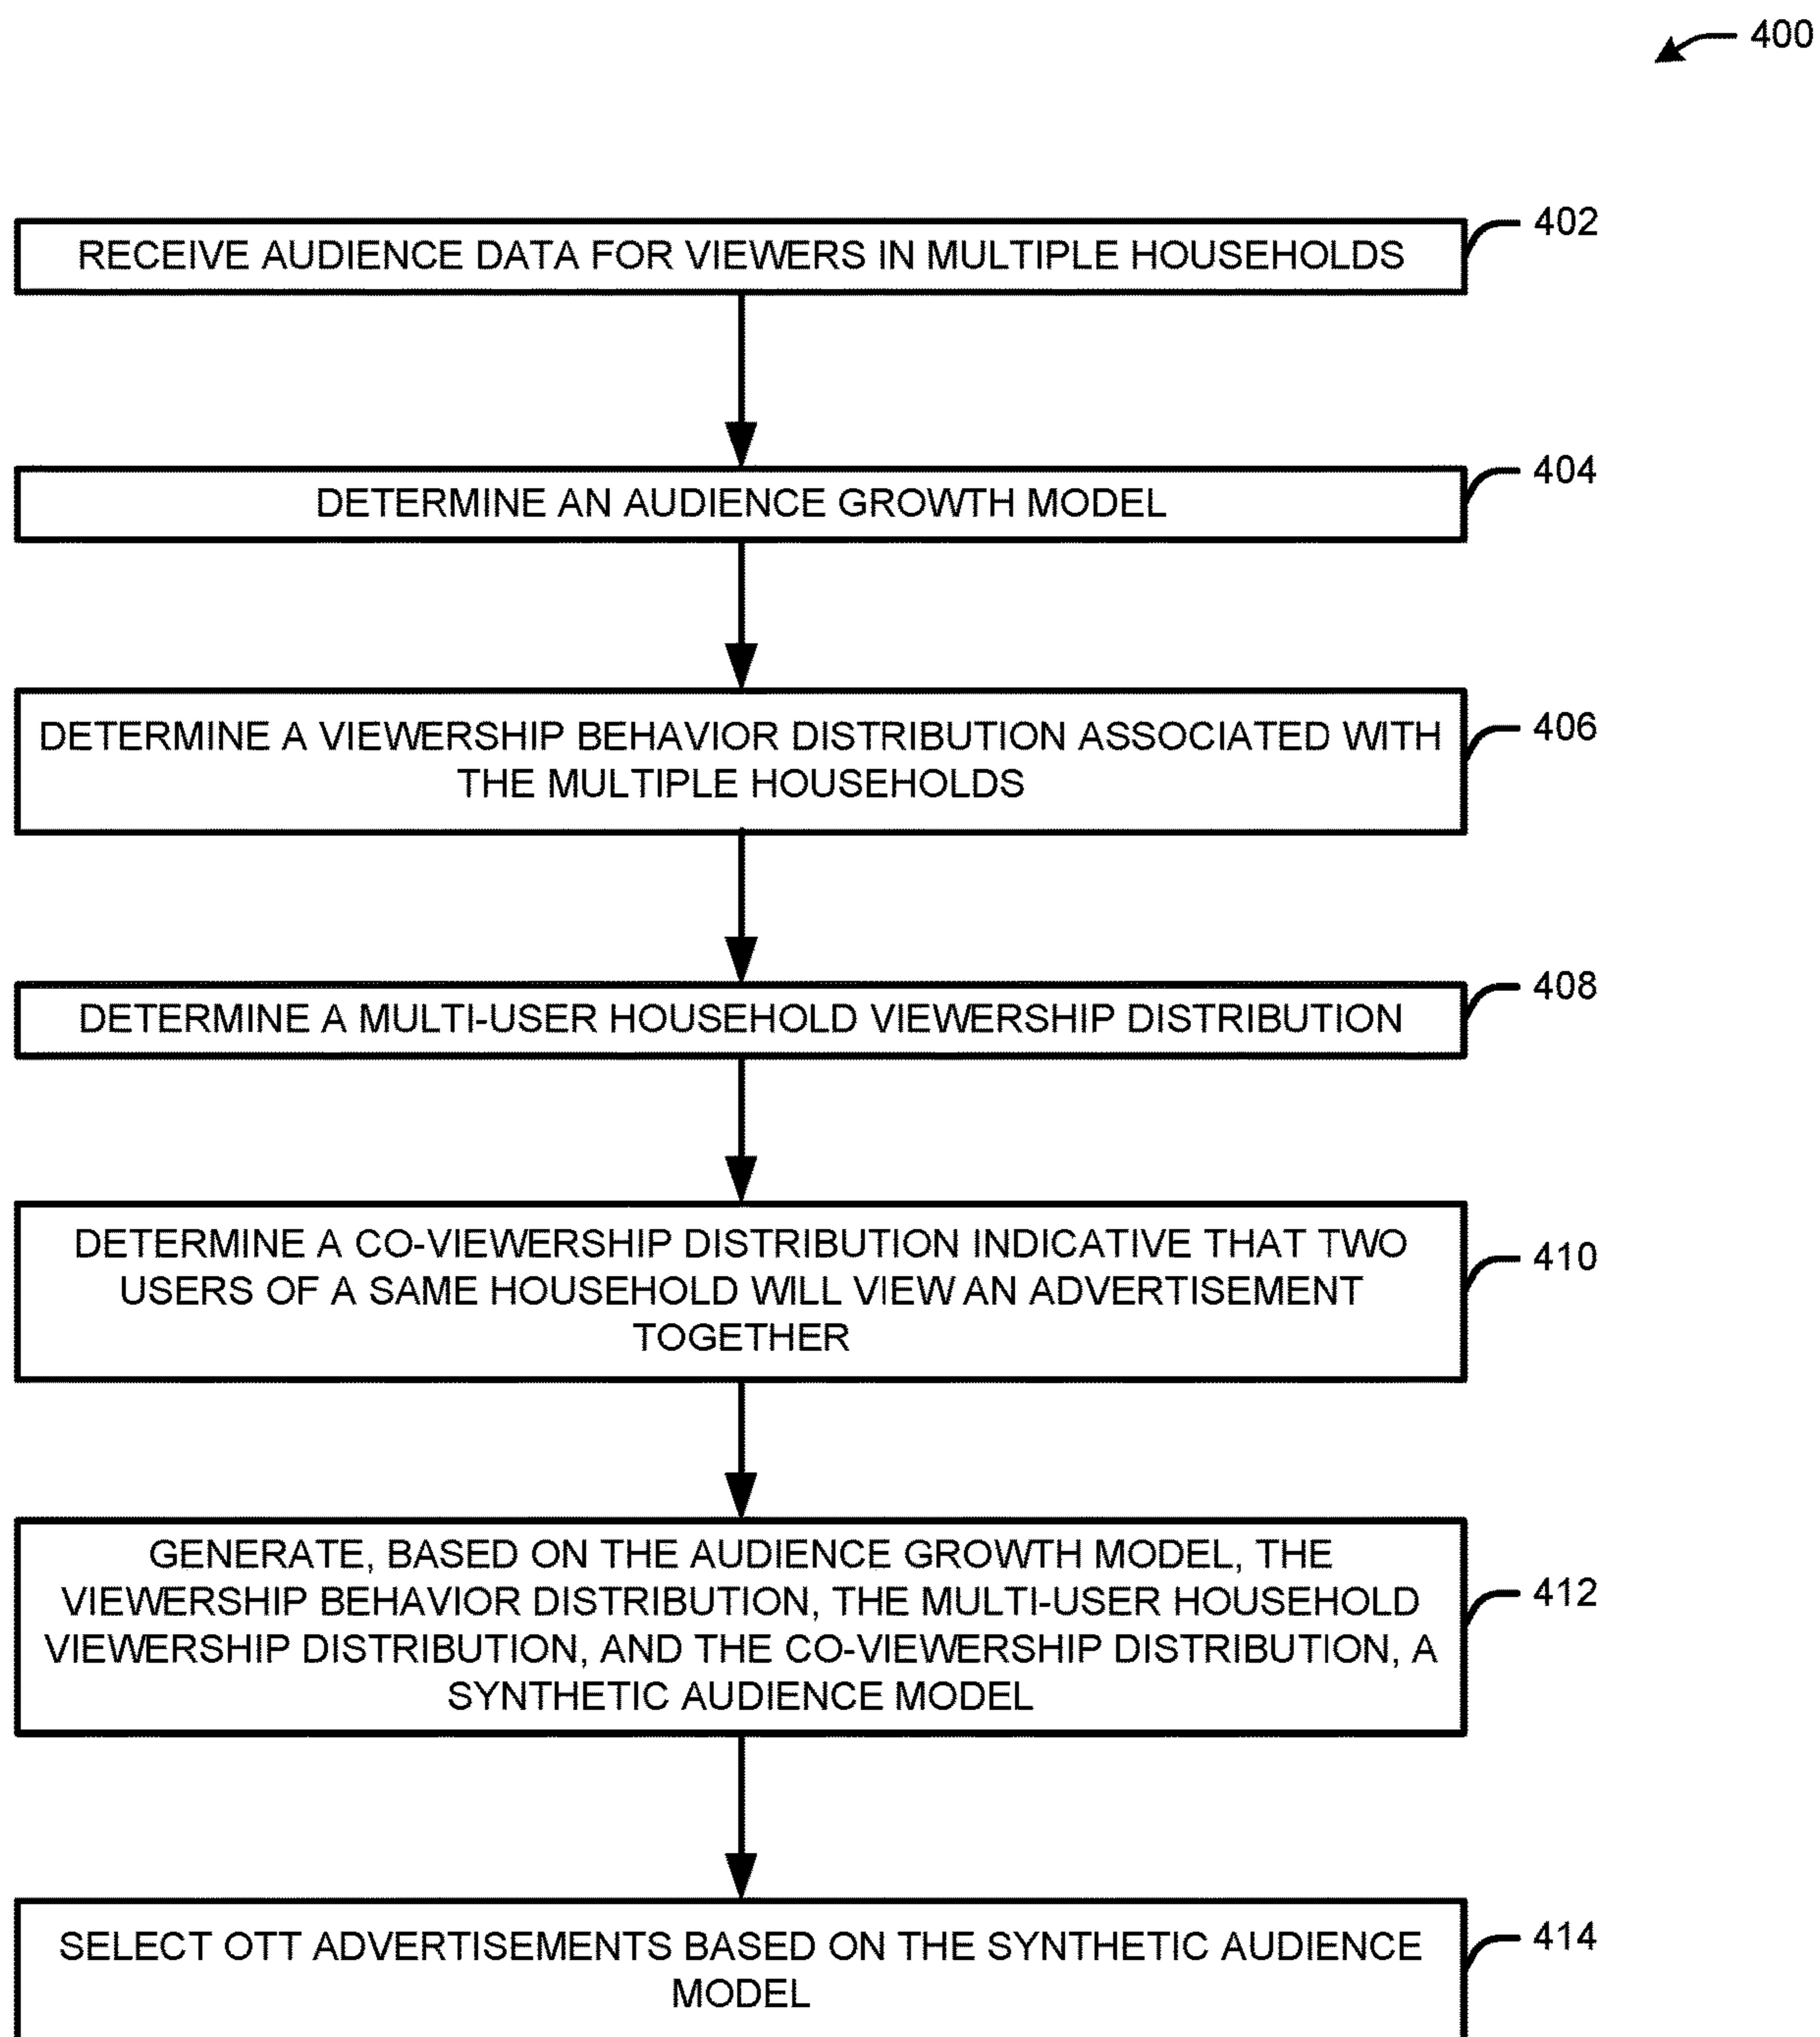 400
RECEIVE AUDIENCE DATA FOR VIEWERS IN MULTIPLE HOUSEHOLDS
402
DETERMINE AN AUDIENCE GROWTH MODEL
404
DETERMINE A VIEWERSHIP BEHAVIOR DISTRIBUTION ASSOCIATED WITH
THE MULTIPLE HOUSEHOLDS
406
DETERMINE A MULTI-USER HOUSEHOLD VIEWERSHIP DISTRIBUTION
408
DETERMINE A CO-VIEWERSHIP DISTRIBUTION INDICATIVE THAT TWO
USERS OF A SAME HOUSEHOLD WILL VIEW AN ADVERTISEMENT
TOGETHER
410
GENERATE, BASED ON THE AUDIENCE GROWTH MODEL, THE
VIEWERSHIP BEHAVIOR DISTRIBUTION, THE MULTI-USER HOUSEHOLD
VIEWERSHIP DISTRIBUTION, AND THE CO-VIEWERSHIP DISTRIBUTION, A
SYNTHETIC AUDIENCE MODEL
412
SELECT OTT ADVERTISEMENTS BASED ON THE SYNTHETIC AUDIENCE
MODEL
414